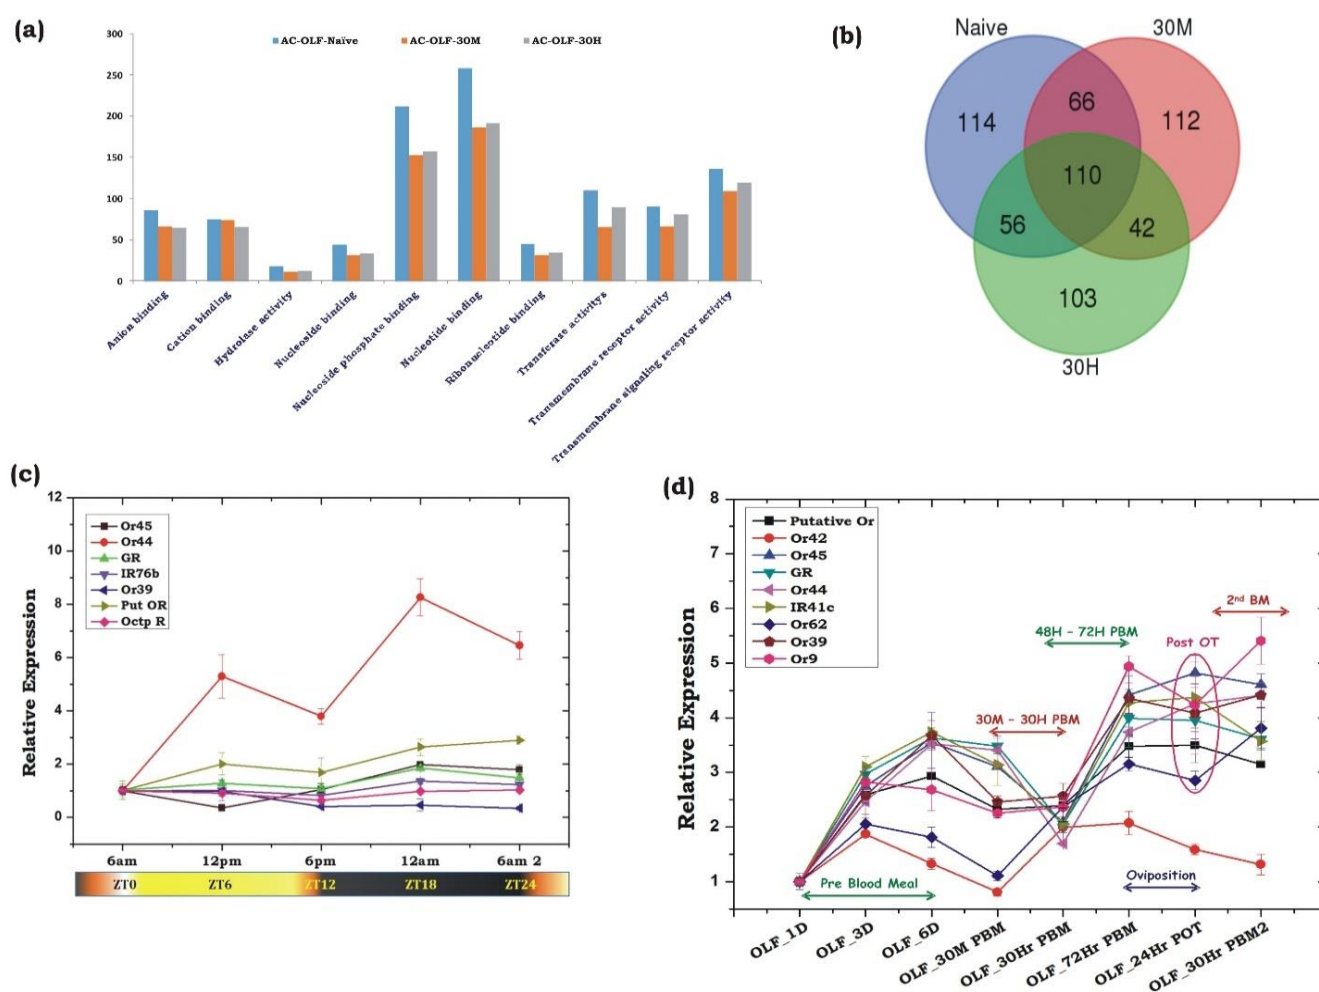 (a)
300
250
200
150
100
50
0
AC-OLF-Naïve
AC-OLF-30M
AC-OLF-30H
Anion binding
Cation binding
Hydrolase activity
Nucleoside binding
Nucleoside phosphate binding
Nucleotide binding
Ribonucleotide binding
Transferase activitys
Transmembrane receptor activity
Transmembrane signaling receptor activity
(b)
Naive
30M
114
66
112
110
56
42
103
30H
(c)
Relative Expression
12
10
8
6
4
2
0
Or45
Or44
GR
IR76b
Or39
Put OR
Octp R
6am
12pm
6pm
12am
6am 2
ZT0
ZT6
ZT12
ZT18
ZT24
(d)
Relative Expression
8
7
6
5
4
3
2
1
Putative Or
Or42
Or45
GR
Or44
IR41c
Or62
Or39
Or9
2nd BM
48H - 72H PBM
Post OT
30M - 30H PBM
Pre Blood Meal
Oviposition
OLF_1D
OLF_3D
OLF_6D
OLF_30M PBM
OLF_30Hr PBM
OLF_72Hr PBM
OLF_24Hr POT
OLF_30Hr PBM2